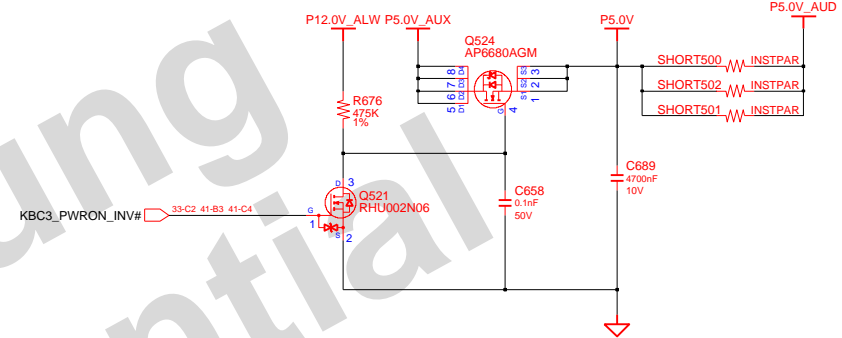 P12.0V_ALW P5.0V_AUX P5.0V P5.0V_AUD
Q524
AP6680AGM
8 D4
7 D3
6 D2
5 D1
S3 3
S2 2
S1 1
G 4
SHORT500 INSTPAR
SHORT502 INSTPAR
SHORT501 INSTPAR
R676
475K
1%
C689
4700nF
10V
D 3
Q521
RHU002N06
C658
0.1nF
50V
KBC3_PWRON_INV# 33-C2 41-B3 41-C4
G
1
S 2
ung
ential